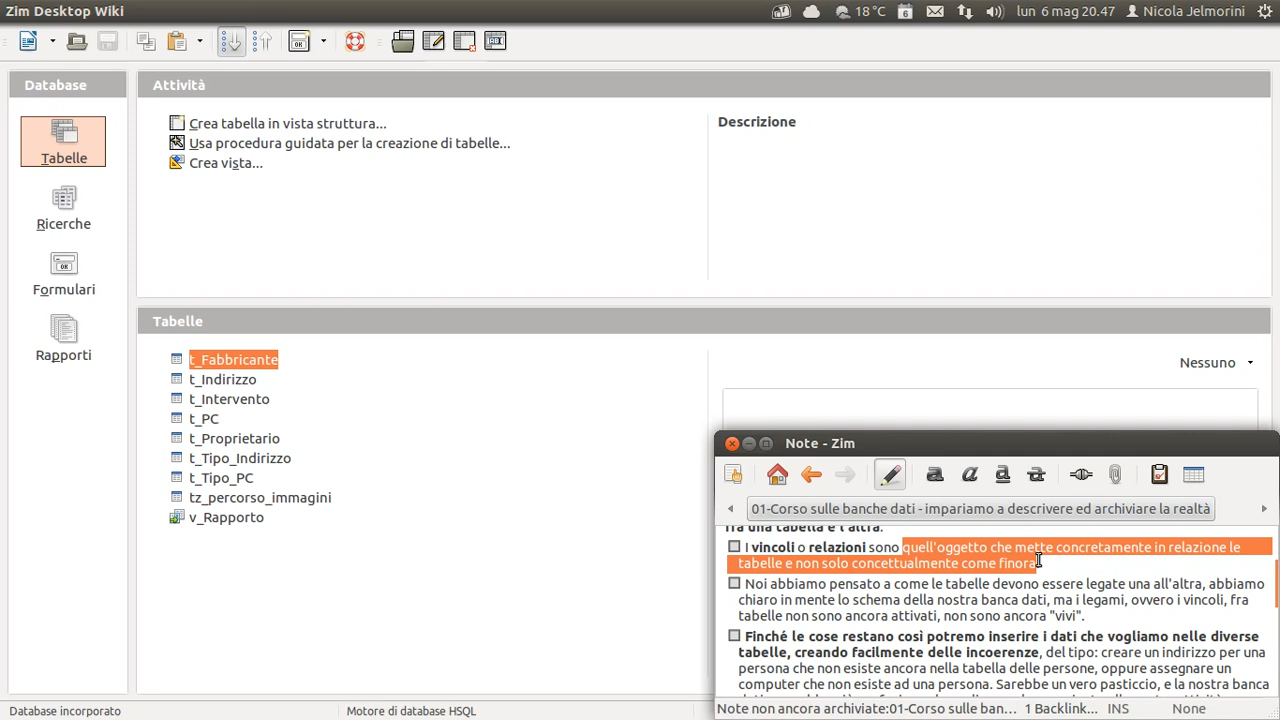 Zim Desktop Wiki
18 °C
lun 6 mag 20.47
Nicola Jelmorini
Database
Attività
Tabelle
Ricerche
Formulari
Rapporti
Crea tabella in vista struttura...
Usa procedura guidata per la creazione di tabelle...
Crea vista...
Descrizione
Tabelle
t_Fabbricante
t_Indirizzo
t_Intervento
t_PC
t_Proprietario
t_Tipo_Indirizzo
t_Tipo_PC
tz_percorso_immagini
v_Rapporto
Nessuno
Note - Zim
01-Corso sulle banche dati - impariamo a descrivere ed archiviare la realtà
fra una tabella e l'altra.
I vincoli o relazioni sono quell'oggetto che mette concretamente in relazione le
tabelle e non solo concettualmente come finora
Noi abbiamo pensato a come le tabelle devono essere legate una all'altra, abbiamo
chiaro in mente lo schema della nostra banca dati, ma i legami, ovvero i vincoli, fra
tabelle non sono ancora attivati, non sono ancora "vivi".
Finché le cose restano così potremo inserire i dati che vogliamo nelle diverse
tabelle, creando facilmente delle incoerenze, del tipo: creare un indirizzo per una
persona che non esiste ancora nella tabella delle persone, oppure assegnare un
computer che non esiste ad una persona. Sarebbe un vero pasticcio, e la nostra banca
Note non ancora archiviate:01-Corso sulle ban...
1 Backlink...
INS
None
Database incorporato
Motore di database HSQL